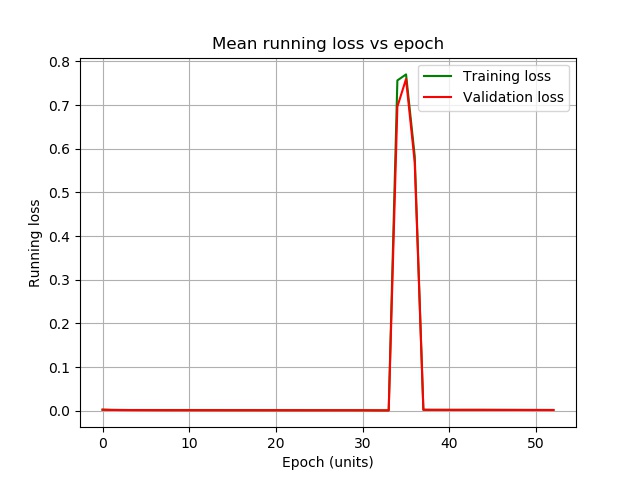 Mean running loss vs epoch
Training loss
Validation loss
Running loss
0.8
0.7
0.6
0.5
0.4
0.3
0.2
0.1
0.0
0 10 20 30 40 50
Epoch (units)